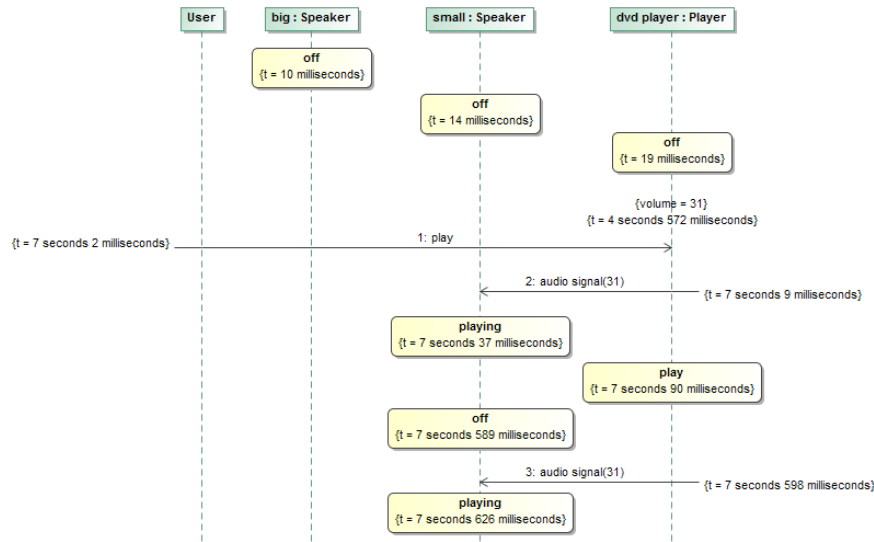 User
big : Speaker
small : Speaker
dvd player : Player
off
{t = 10 milliseconds}
off
{t = 14 milliseconds}
off
{t = 19 milliseconds}
{volume = 31}
{t = 4 seconds 572 milliseconds}
{t = 7 seconds 2 milliseconds}
1: play
2: audio signal(31)
{t = 7 seconds 9 milliseconds}
playing
{t = 7 seconds 37 milliseconds}
play
{t = 7 seconds 90 milliseconds}
off
{t = 7 seconds 589 milliseconds}
3: audio signal(31)
{t = 7 seconds 598 milliseconds}
playing
{t = 7 seconds 626 milliseconds}